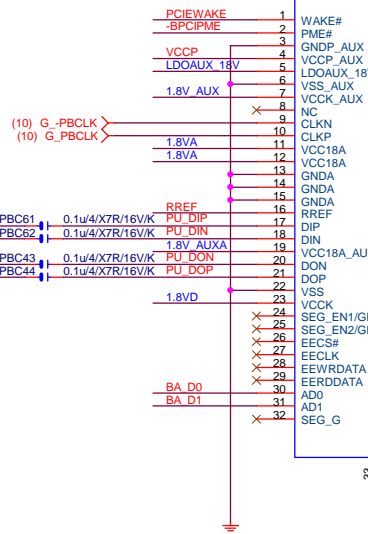 PCIEWAKE 1 WAKE#
-BPCIPME 2 PME#
3 GNDP_AUX
VCCP 4 VCCP_AUX
LDOAUX_18V 5 LDOAUX_18V
6 VSS_AUX
1.8V_AUX 7 VCCK_AUX
8 NC
(10) G_-PBCLK 9 CLKN
(10) G_PBCLK 10 CLKP
1.8VA 11 VCC18A
1.8VA 12 VCC18A
13 GNDA
14 GNDA
15 GNDA
RREF 16 RREF
PBC61 0.1u/4/X7R/16V/K PU_DIP 17 DIP
PBC62 0.1u/4/X7R/16V/K PU_DIN 18 DIN
1.8V_AUXA 19 VCC18A_AU
PBC43 0.1u/4/X7R/16V/K PU_DON 20 DON
PBC44 0.1u/4/X7R/16V/K PU_DOP 21 DOP
22 VSS
1.8VD 23 VCCK
24 SEG_EN1/G
25 SEG_EN2/G
26 EECS#
27 EECLK
28 EEWRDATA
29 EERDDATA
BA_D0 30 AD0
BA_D1 31 AD1
32 SEG_G